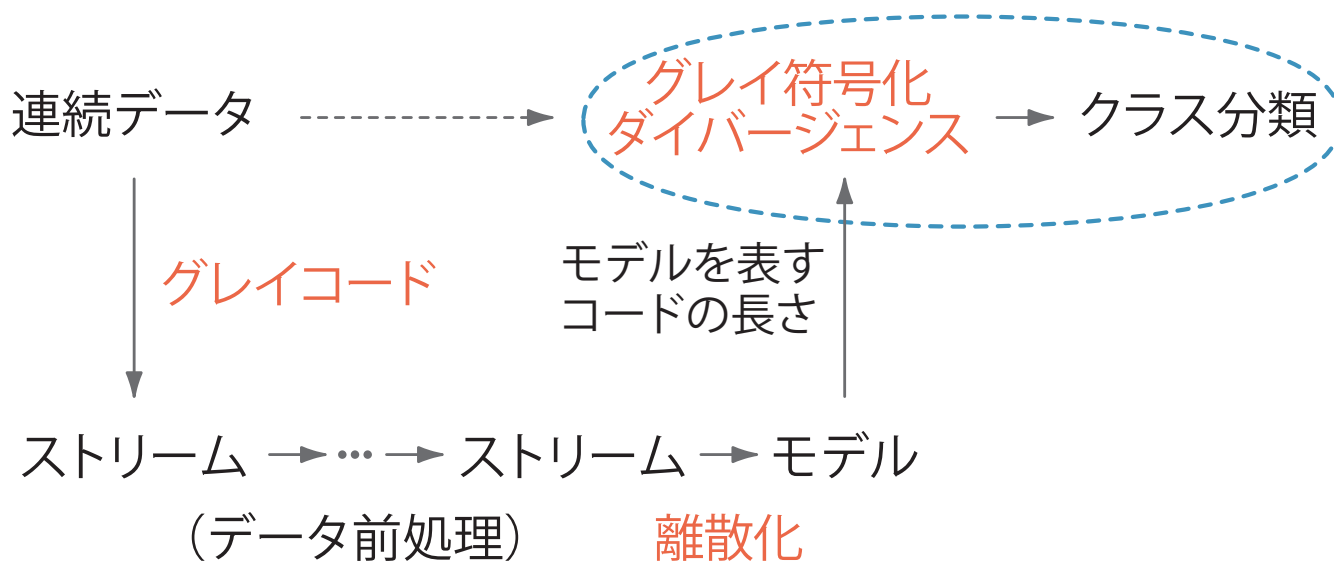 連続データ
グレイ符号化
ダイバージェンス
クラス分類
グレイコード
モデルを表す
コードの長さ
ストリーム
ストリーム
モデル
（データ前処理）
離散化